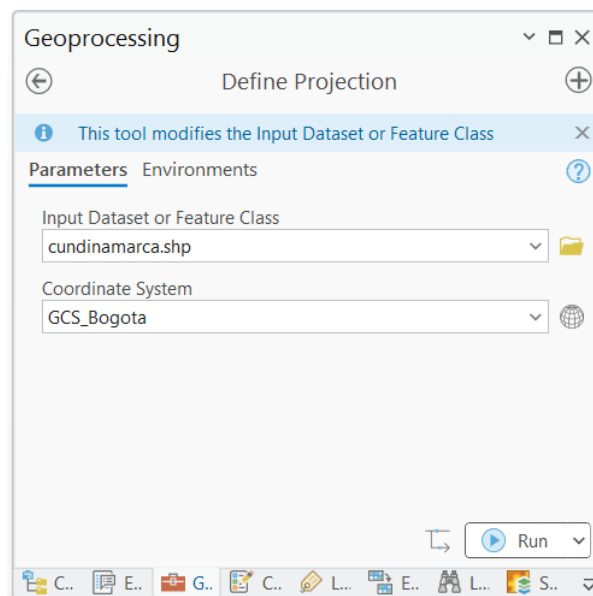 Geoprocessing
Define Projection
This tool modifies the Input Dataset or Feature Class
Parameters Environments
Input Dataset or Feature Class
cundinamarca.shp
Coordinate System
GCS_Bogota
Run
C.. E.. G.. C.. L... E.. L... S..